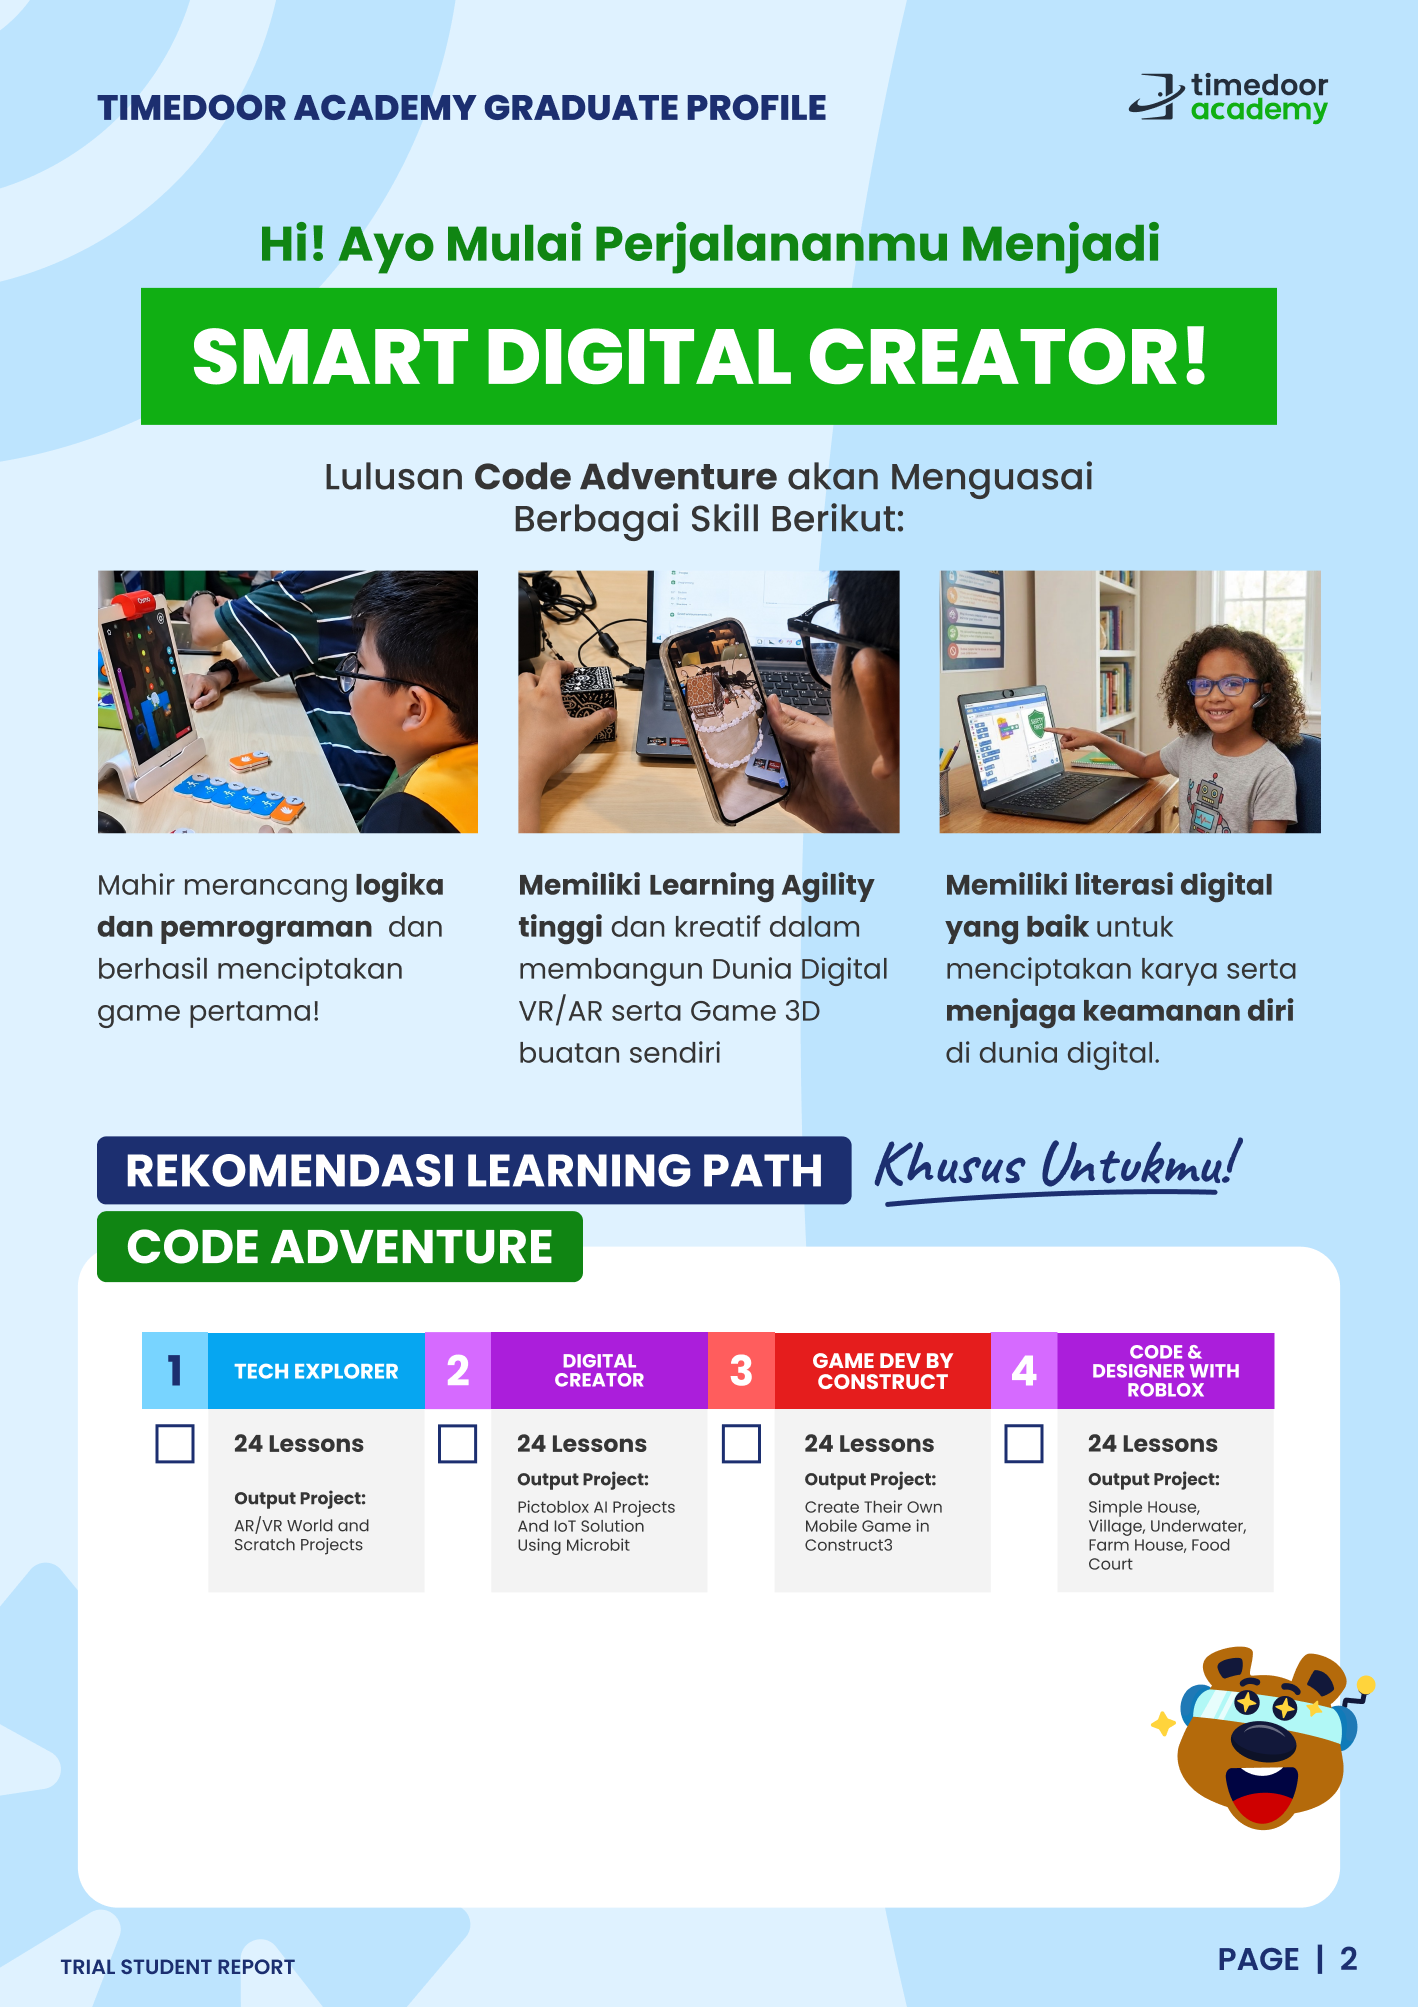 TIMEDOOR ACADEMY GRADUATE PROFILE
timedoor
academy
Hi! Ayo Mulai Perjalananmu Menjadi
SMART DIGITAL CREATOR!
Lulusan Code Adventure akan Menguasai
Berbagai Skill Berikut:
Mahir merancang logika
dan pemrograman dan
berhasil menciptakan
game pertama!
Memiliki Learning Agility
tinggi dan kreatif dalam
membangun Dunia Digital
VR/AR serta Game 3D
buatan sendiri
Memiliki literasi digital
yang baik untuk
menciptakan karya serta
menjaga keamanan diri
di dunia digital.
REKOMENDASI LEARNING PATH
Khusus Untukmu!
CODE ADVENTURE
1
TECH EXPLORER
24 Lessons
Output Project:
AR/VR World and
Scratch Projects
2
DIGITAL
CREATOR
24 Lessons
Output Project:
Pictoblox AI Projects
And IoT Solution
Using Microbit
3
GAME DEV BY
CONSTRUCT
24 Lessons
Output Project:
Create Their Own
Mobile Game in
Construct3
4
CODE &
DESIGNER WITH
ROBLOX
24 Lessons
Output Project:
Simple House,
Village, Underwater,
Farm House, Food
Court
TRIAL STUDENT REPORT
PAGE | 2